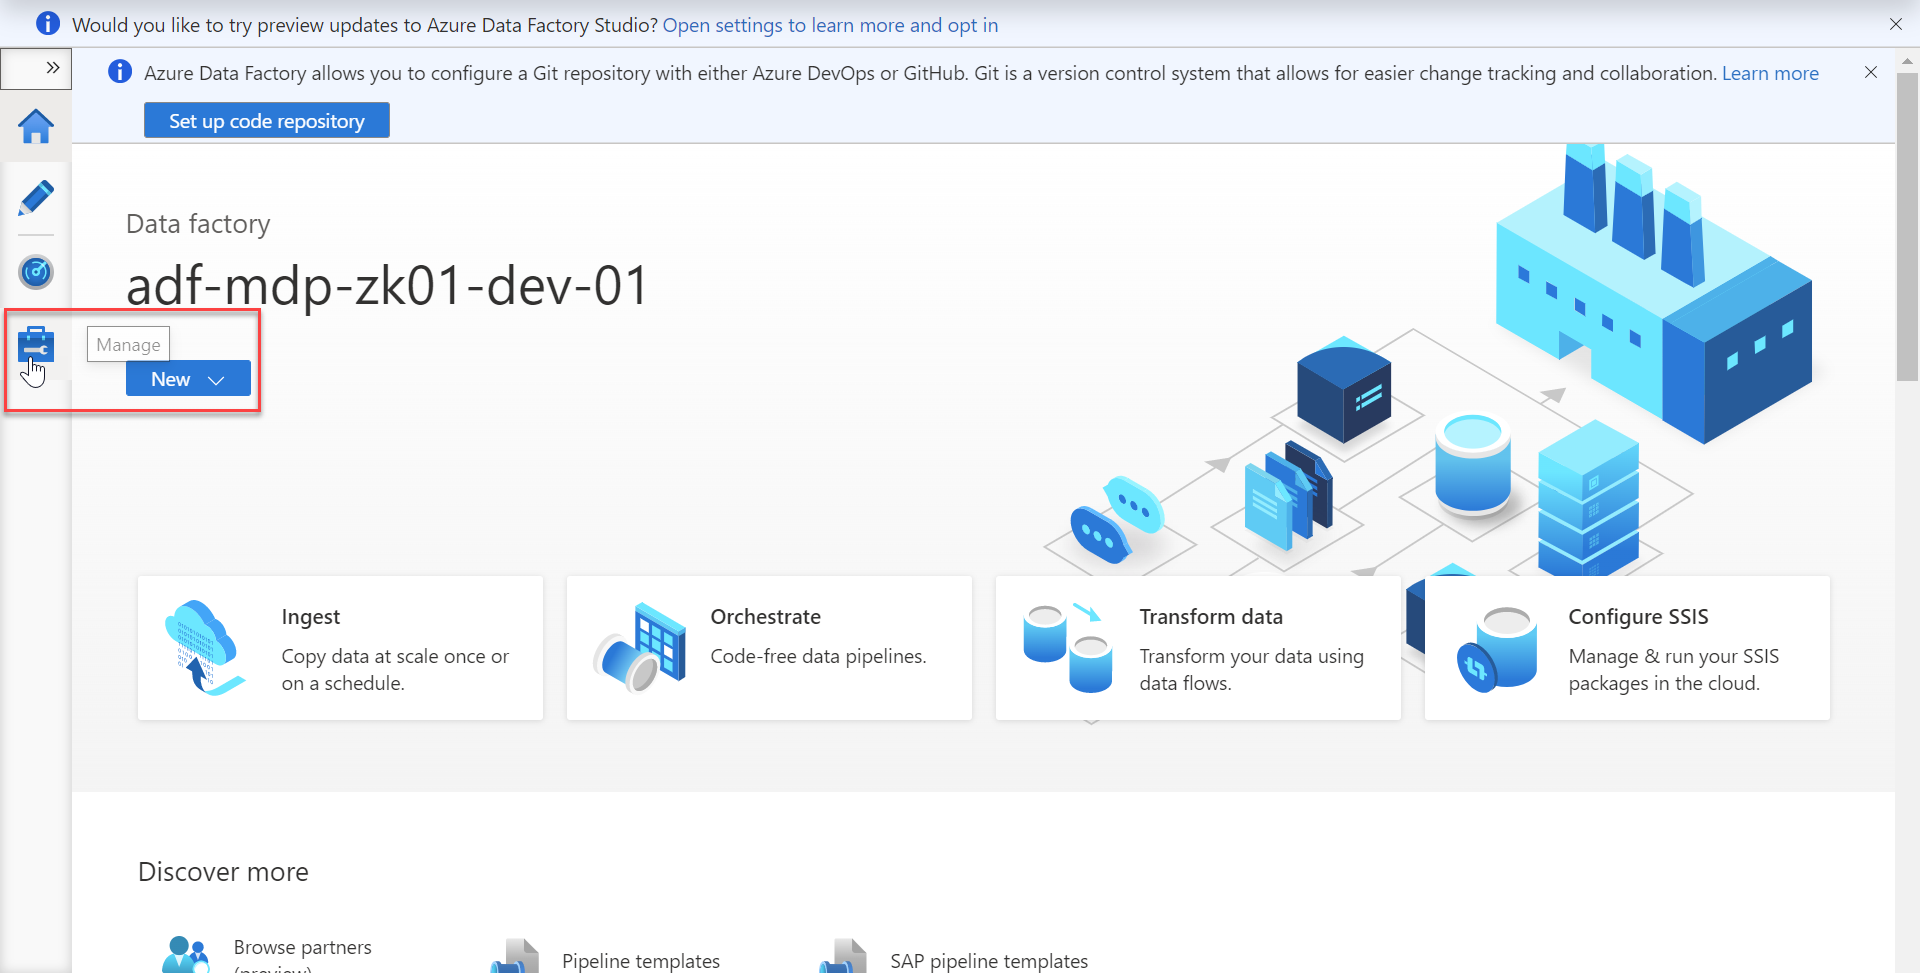 Would you like to try preview updates to Azure Data Factory Studio? Open settings to learn more and opt in
Azure Data Factory allows you to configure a Git repository with either Azure DevOps or GitHub. Git is a version control system that allows for easier change tracking and collaboration. Learn more
Set up code repository
Data factory
adf-mdp-zk01-dev-01
Manage
New
Ingest
Copy data at scale once or
on a schedule.
Orchestrate
Code-free data pipelines.
Transform data
Transform your data using
data flows.
Configure SSIS
Manage & run your SSIS
packages in the cloud.
Discover more
Browse partners
(preview)
Pipeline templates
SAP pipeline templates